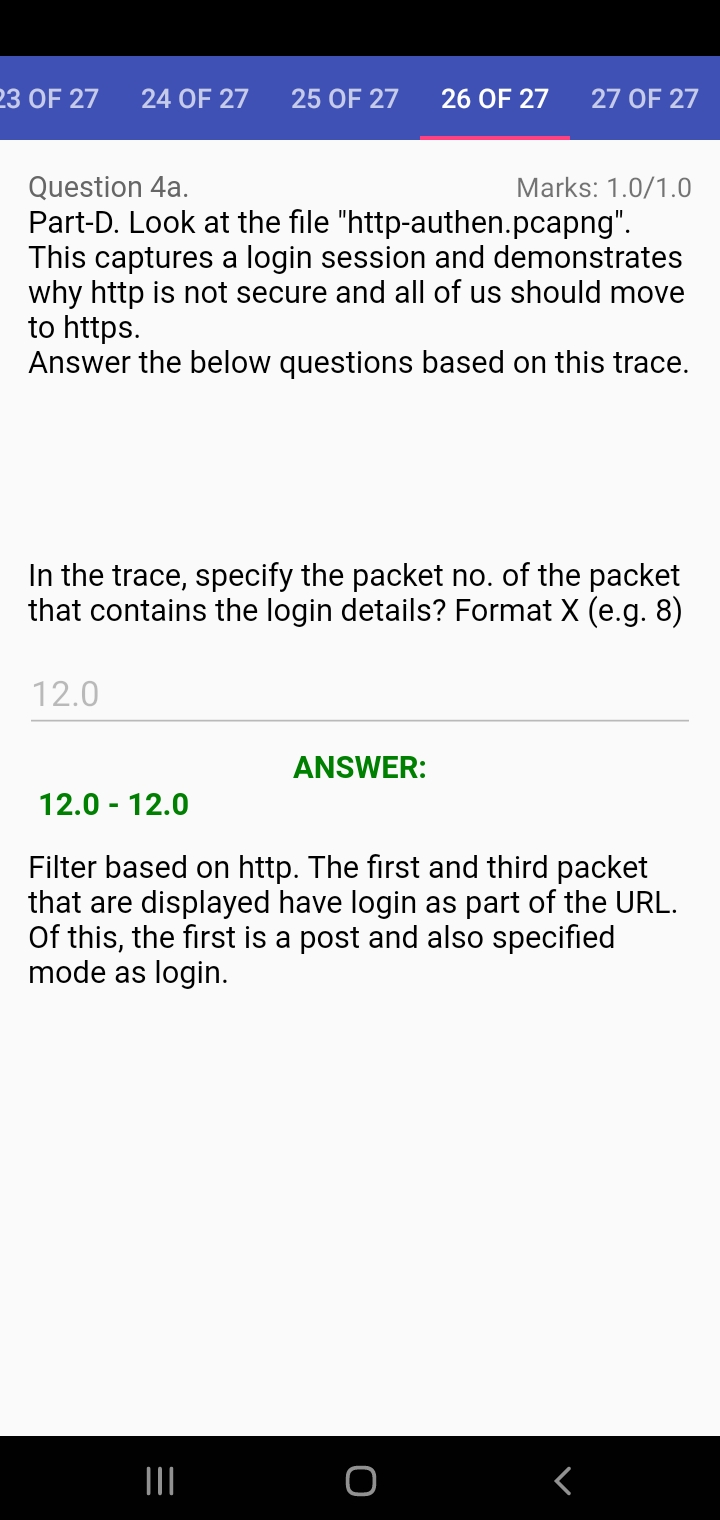 23 OF 27 24 OF 27 25 OF 27 26 OF 27 27 OF 27
Question 4a. Marks: 1.0/1.0
Part-D. Look at the file "http-authen.pcapng".
This captures a login session and demonstrates
why http is not secure and all of us should move
to https.
Answer the below questions based on this trace.
In the trace, specify the packet no. of the packet
that contains the login details? Format X (e.g. 8)
12.0
ANSWER:
12.0 - 12.0
Filter based on http. The first and third packet
that are displayed have login as part of the URL.
Of this, the first is a post and also specified
mode as login.